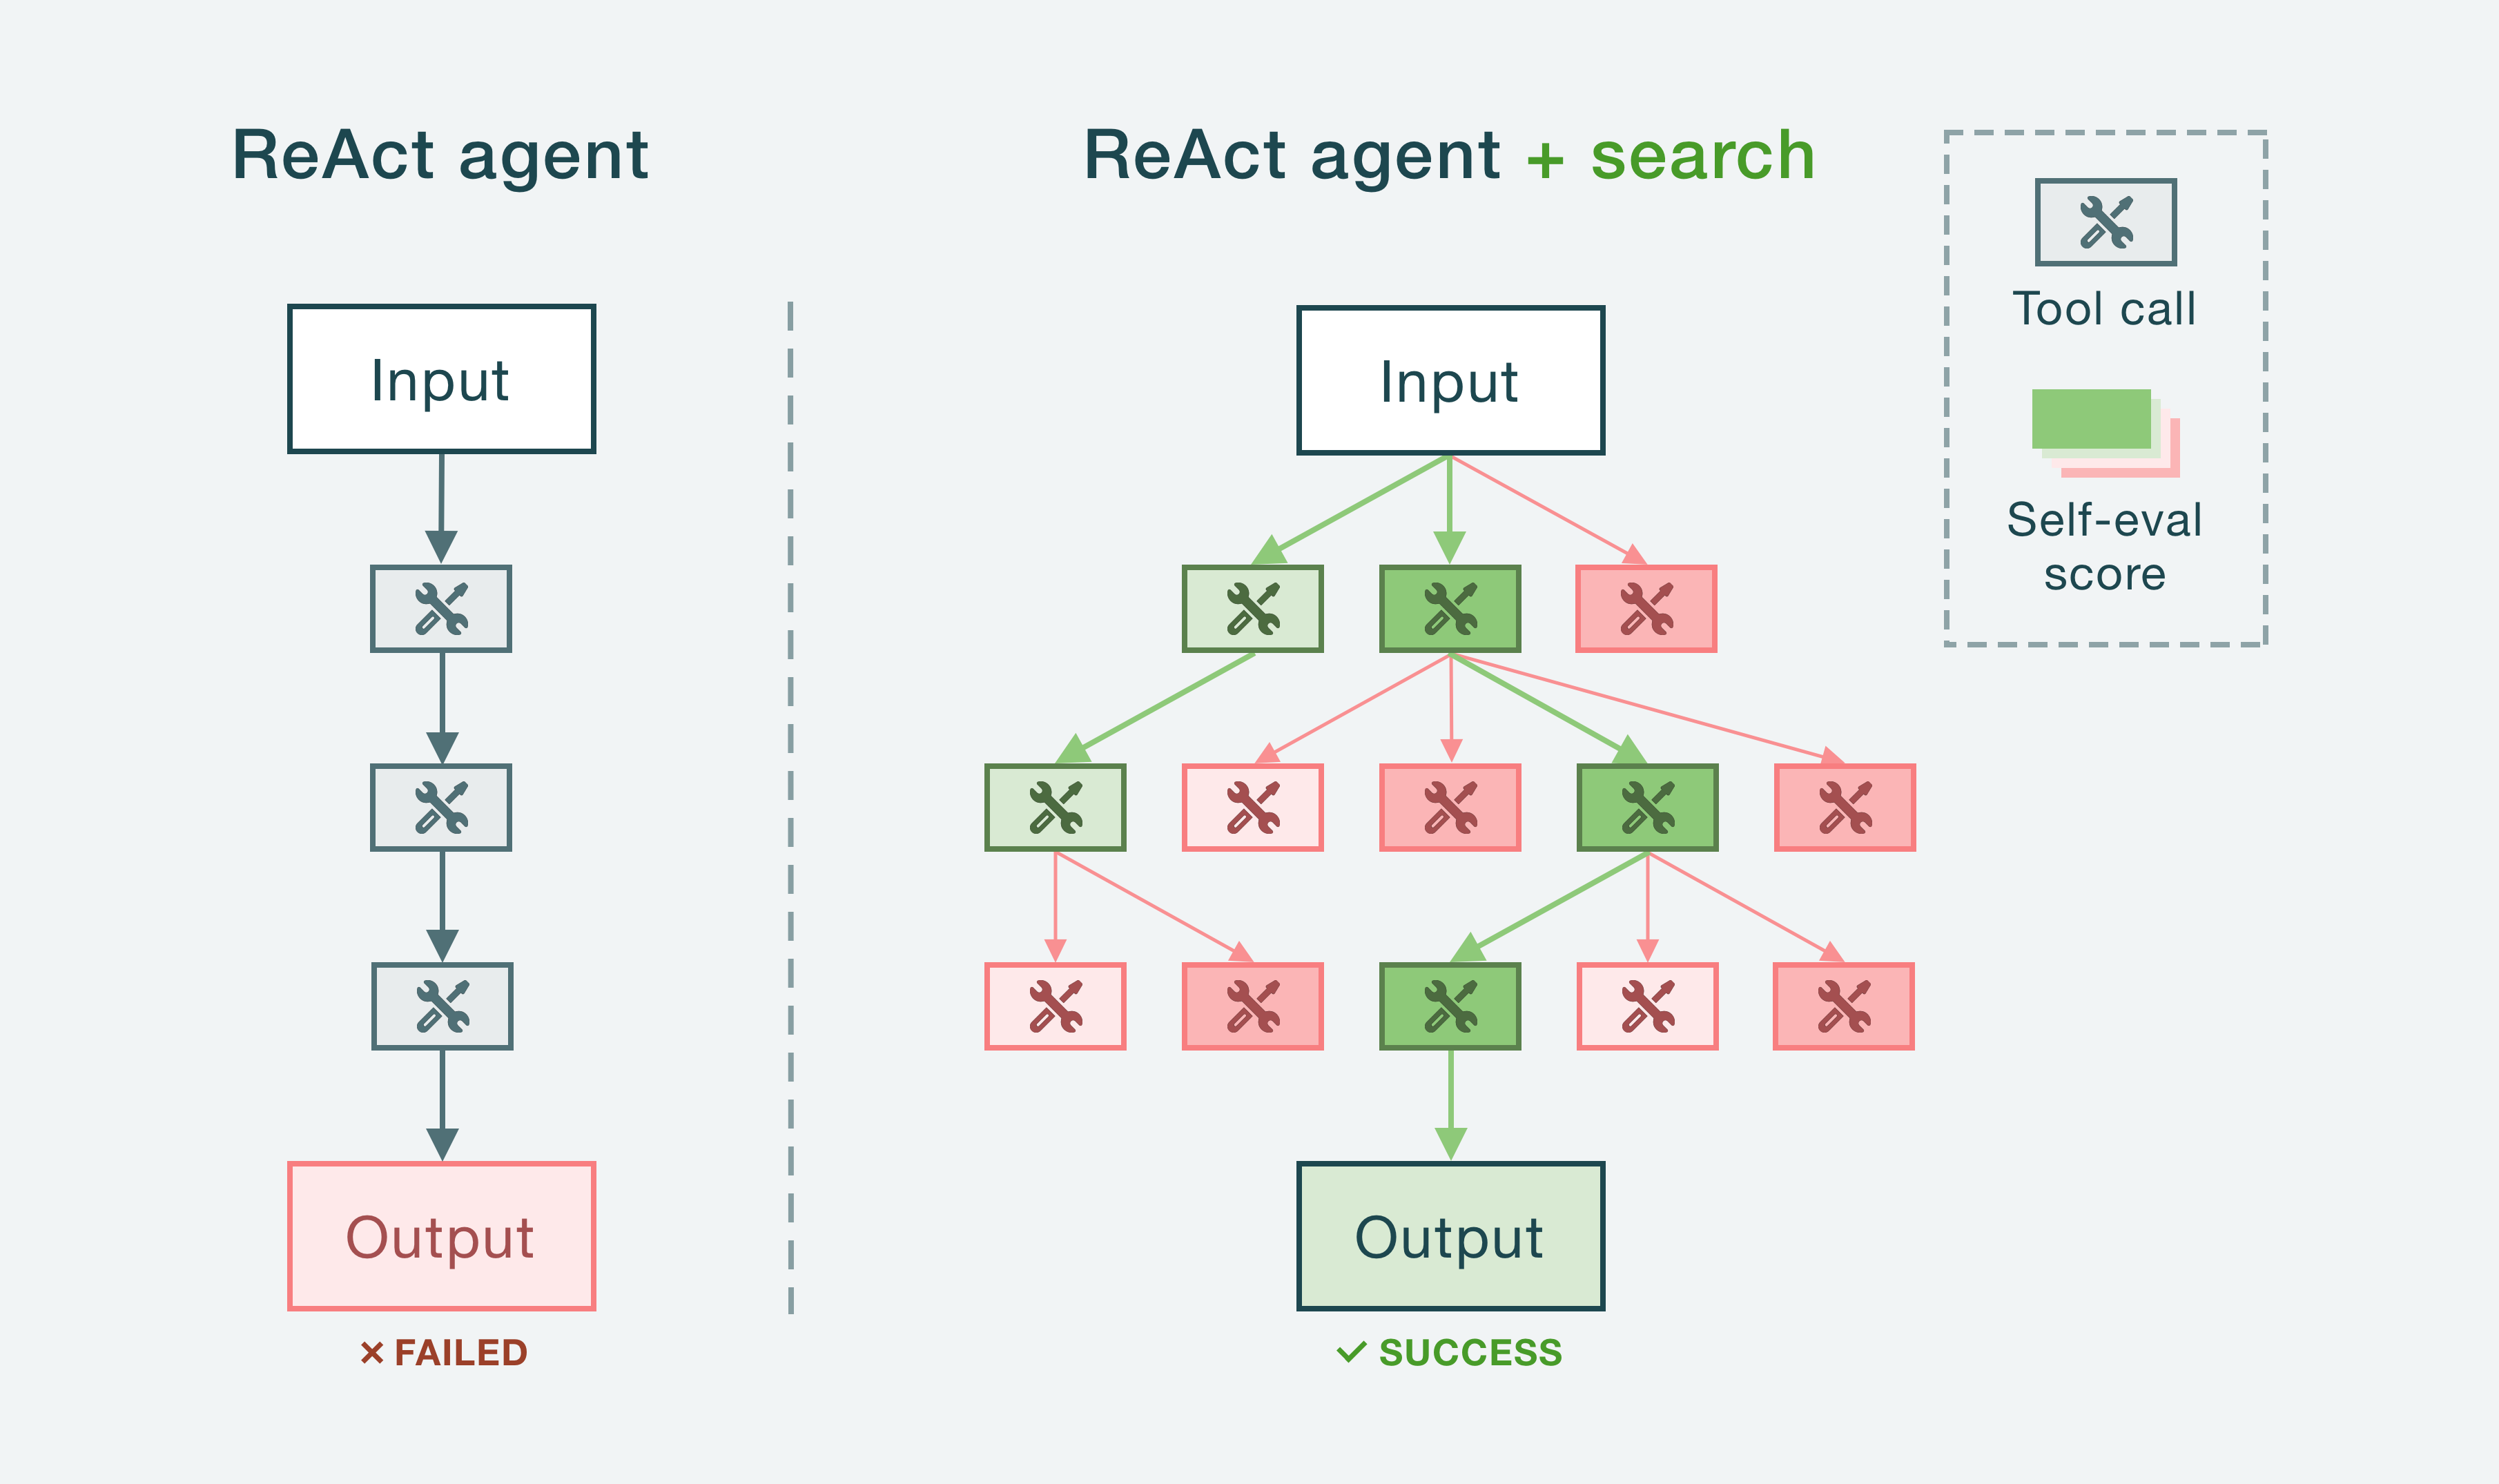 ReAct agent
Input
Output
× FAILED
ReAct agent + search
Input
Output
✓ SUCCESS
Tool call
Self-eval
score